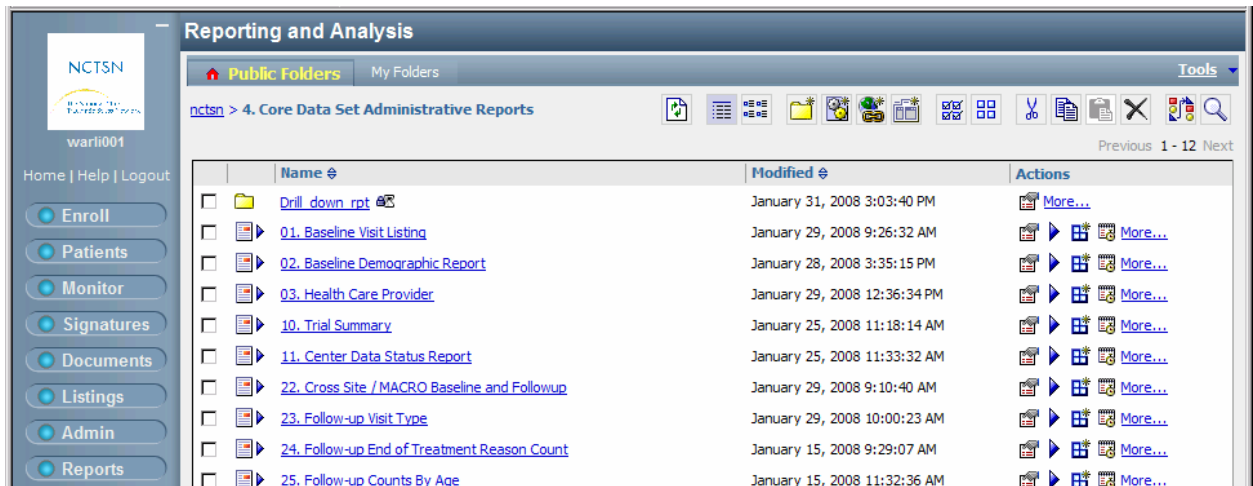 Reporting and Analysis
NCTSN
warli001
Home | Help | Logout
Enroll
Patients
Monitor
Signatures
Documents
Listings
Admin
Reports
Public Folders My Folders Tools
nctsn > 4. Core Data Set Administrative Reports
Previous 1 - 12 Next
Name Modified Actions
Drill_down_rpt January 31, 2008 3:03:40 PM More...
01. Baseline Visit Listing January 29, 2008 9:26:32 AM More...
02. Baseline Demographic Report January 28, 2008 3:35:15 PM More...
03. Health Care Provider January 29, 2008 12:36:34 PM More...
10. Trial Summary January 25, 2008 11:18:14 AM More...
11. Center Data Status Report January 25, 2008 11:33:32 AM More...
22. Cross Site / MACRO Baseline and Followup January 29, 2008 9:10:40 AM More...
23. Follow-up Visit Type January 29, 2008 10:00:23 AM More...
24. Follow-up End of Treatment Reason Count January 15, 2008 9:29:07 AM More...
25. Follow-up Counts By Age January 15, 2008 11:32:36 AM More...